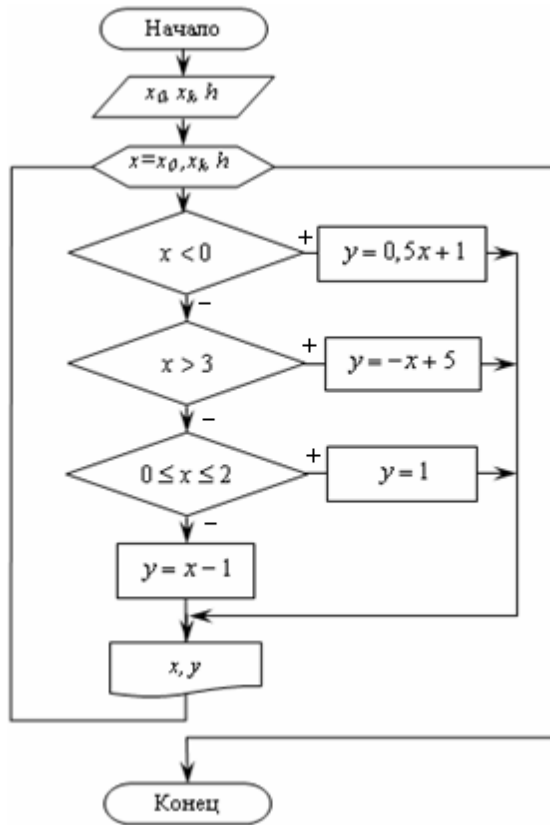 Начало
x₀, xₖ, h
x=x₀,xₖ, h
x < 0
+
y = 0,5x + 1
−
x > 3
+
y = −x + 5
−
0 ≤ x ≤ 2
+
y = 1
−
y = x − 1
x, y
Конец